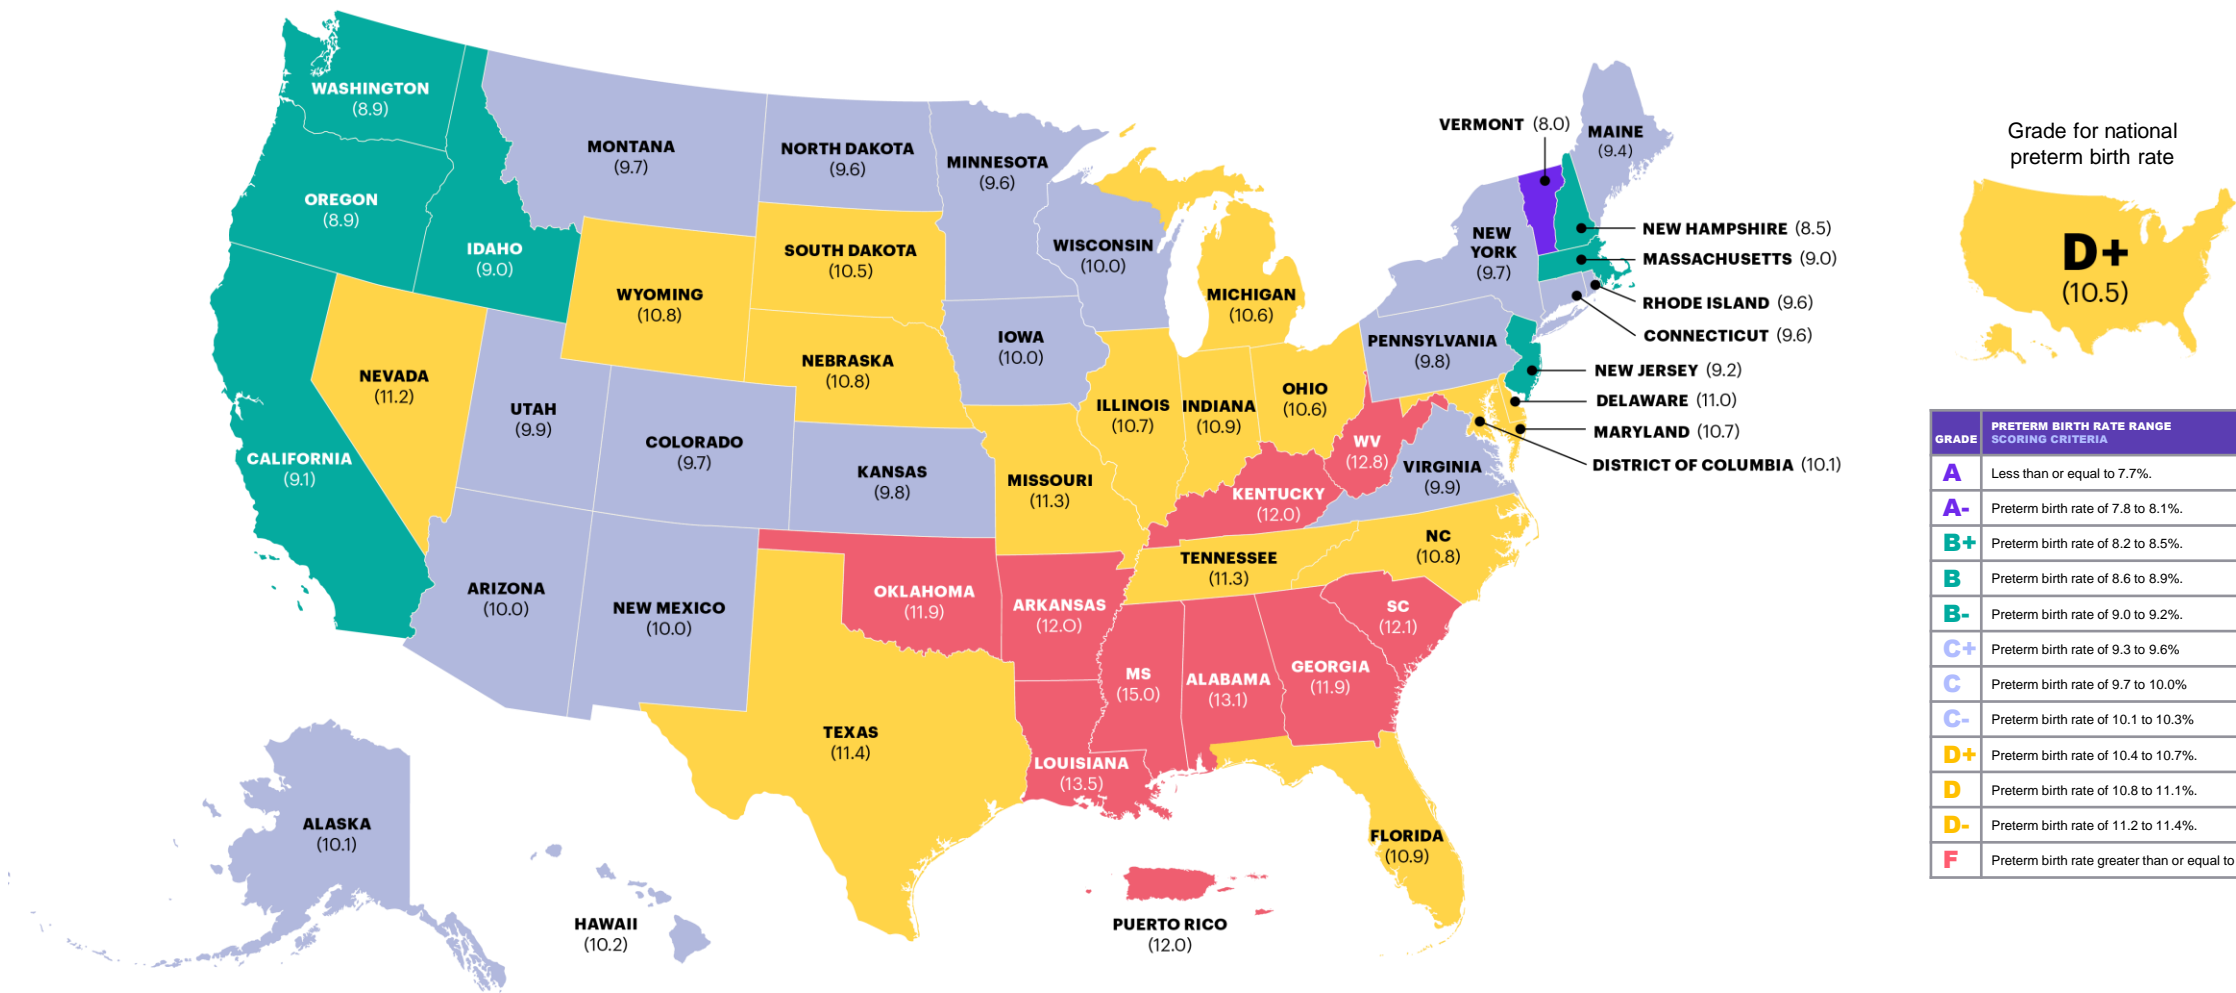 WASHINGTON
(8.9)
OREGON
(8.9)
IDAHO
(9.0)
CALIFORNIA
(9.1)
NEVADA
(11.2)
MONTANA
(9.7)
WYOMING
(10.8)
UTAH
(9.9)
COLORADO
(9.7)
ARIZONA
(10.0)
NEW MEXICO
(10.0)
NORTH DAKOTA
(9.6)
SOUTH DAKOTA
(10.5)
NEBRASKA
(10.8)
KANSAS
(9.8)
OKLAHOMA
(11.9)
TEXAS
(11.4)
MINNESOTA
(9.6)
IOWA
(10.0)
MISSOURI
(11.3)
ARKANSAS
(12.0)
LOUISIANA
(13.5)
WISCONSIN
(10.0)
ILLINOIS
(10.7)
MICHIGAN
(10.6)
INDIANA
(10.9)
OHIO
(10.6)
KENTUCKY
(12.0)
TENNESSEE
(11.3)
MS
(15.0)
ALABAMA
(13.1)
GEORGIA
(11.9)
FLORIDA
(10.9)
SC
(12.1)
NC
(10.8)
VIRGINIA
(9.9)
WV
(12.8)
PENNSYLVANIA
(9.8)
NEW
YORK
(9.7)
VERMONT (8.0)
MAINE
(9.4)
NEW HAMPSHIRE (8.5)
MASSACHUSETTS (9.0)
RHODE ISLAND (9.6)
CONNECTICUT (9.6)
NEW JERSEY (9.2)
DELAWARE (11.0)
MARYLAND (10.7)
DISTRICT OF COLUMBIA (10.1)
ALASKA
(10.1)
HAWAII
(10.2)
PUERTO RICO
(12.0)
Grade for national
preterm birth rate
D+
(10.5)
GRADE PRETERM BIRTH RATE RANGE
SCORING CRITERIA
A Less than or equal to 7.7%.
A- Preterm birth rate of 7.8 to 8.1%.
B+ Preterm birth rate of 8.2 to 8.5%.
B Preterm birth rate of 8.6 to 8.9%.
B- Preterm birth rate of 9.0 to 9.2%.
C+ Preterm birth rate of 9.3 to 9.6%
C Preterm birth rate of 9.7 to 10.0%
C- Preterm birth rate of 10.1 to 10.3%
D+ Preterm birth rate of 10.4 to 10.7%.
D Preterm birth rate of 10.8 to 11.1%.
D- Preterm birth rate of 11.2 to 11.4%.
F Preterm birth rate greater than or equal to